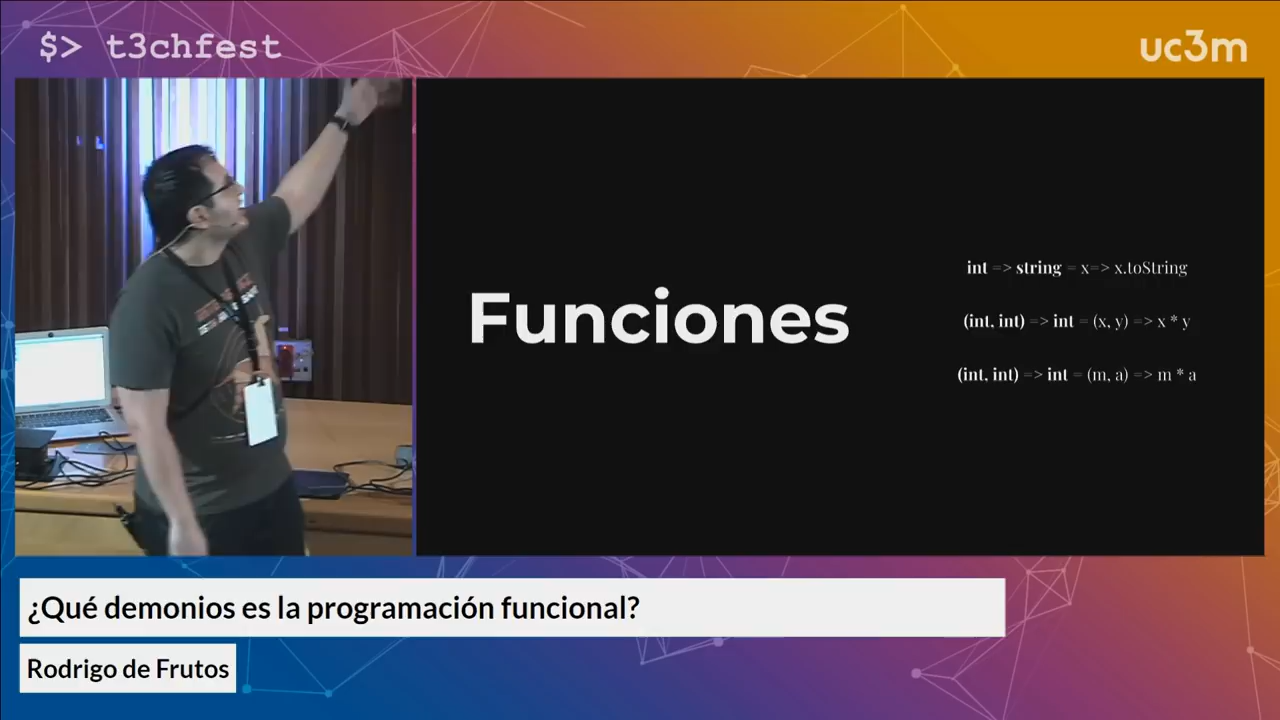 $> t3chfest
uc3m
Funciones
int => string = x=> x.toString
(int, int) => int = (x, y) => x * y
(int, int) => int = (m, a) => m * a
¿Qué demonios es la programación funcional?
Rodrigo de Frutos